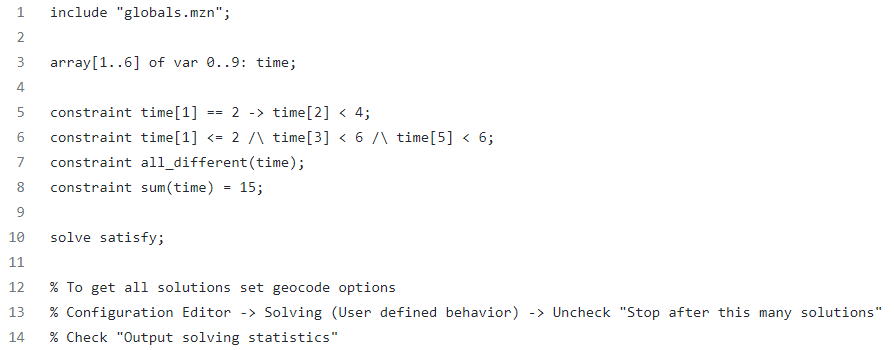 1 include "globals.mzn";
2
3 array[1..6] of var 0..9: time;
4
5 constraint time[1] == 2 -> time[2] < 4;
6 constraint time[1] <= 2 /\ time[3] < 6 /\ time[5] < 6;
7 constraint all_different(time);
8 constraint sum(time) = 15;
9
10 solve satisfy;
11
12 % To get all solutions set geocode options
13 % Configuration Editor -> Solving (User defined behavior) -> Uncheck "Stop after this many solutions"
14 % Check "Output solving statistics"